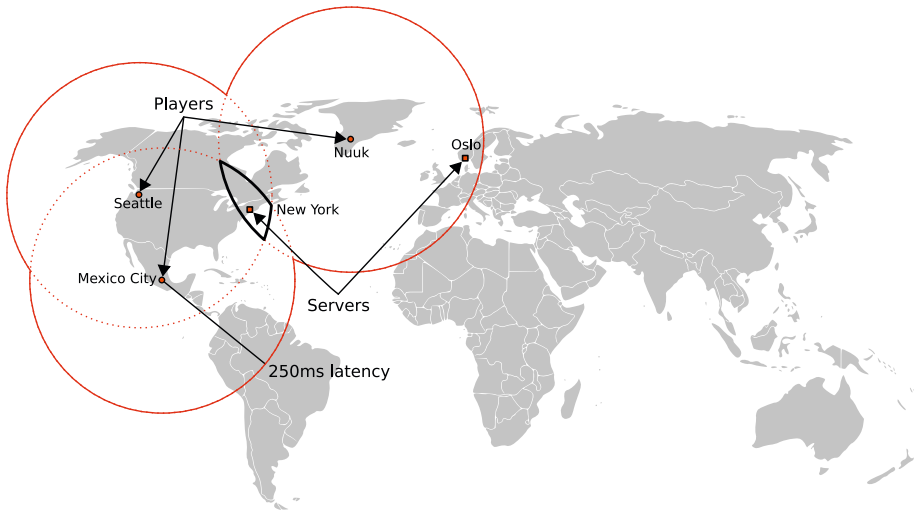 Players
Oslo
Nuuk
Seattle
New York
Mexico City
Servers
250ms latency